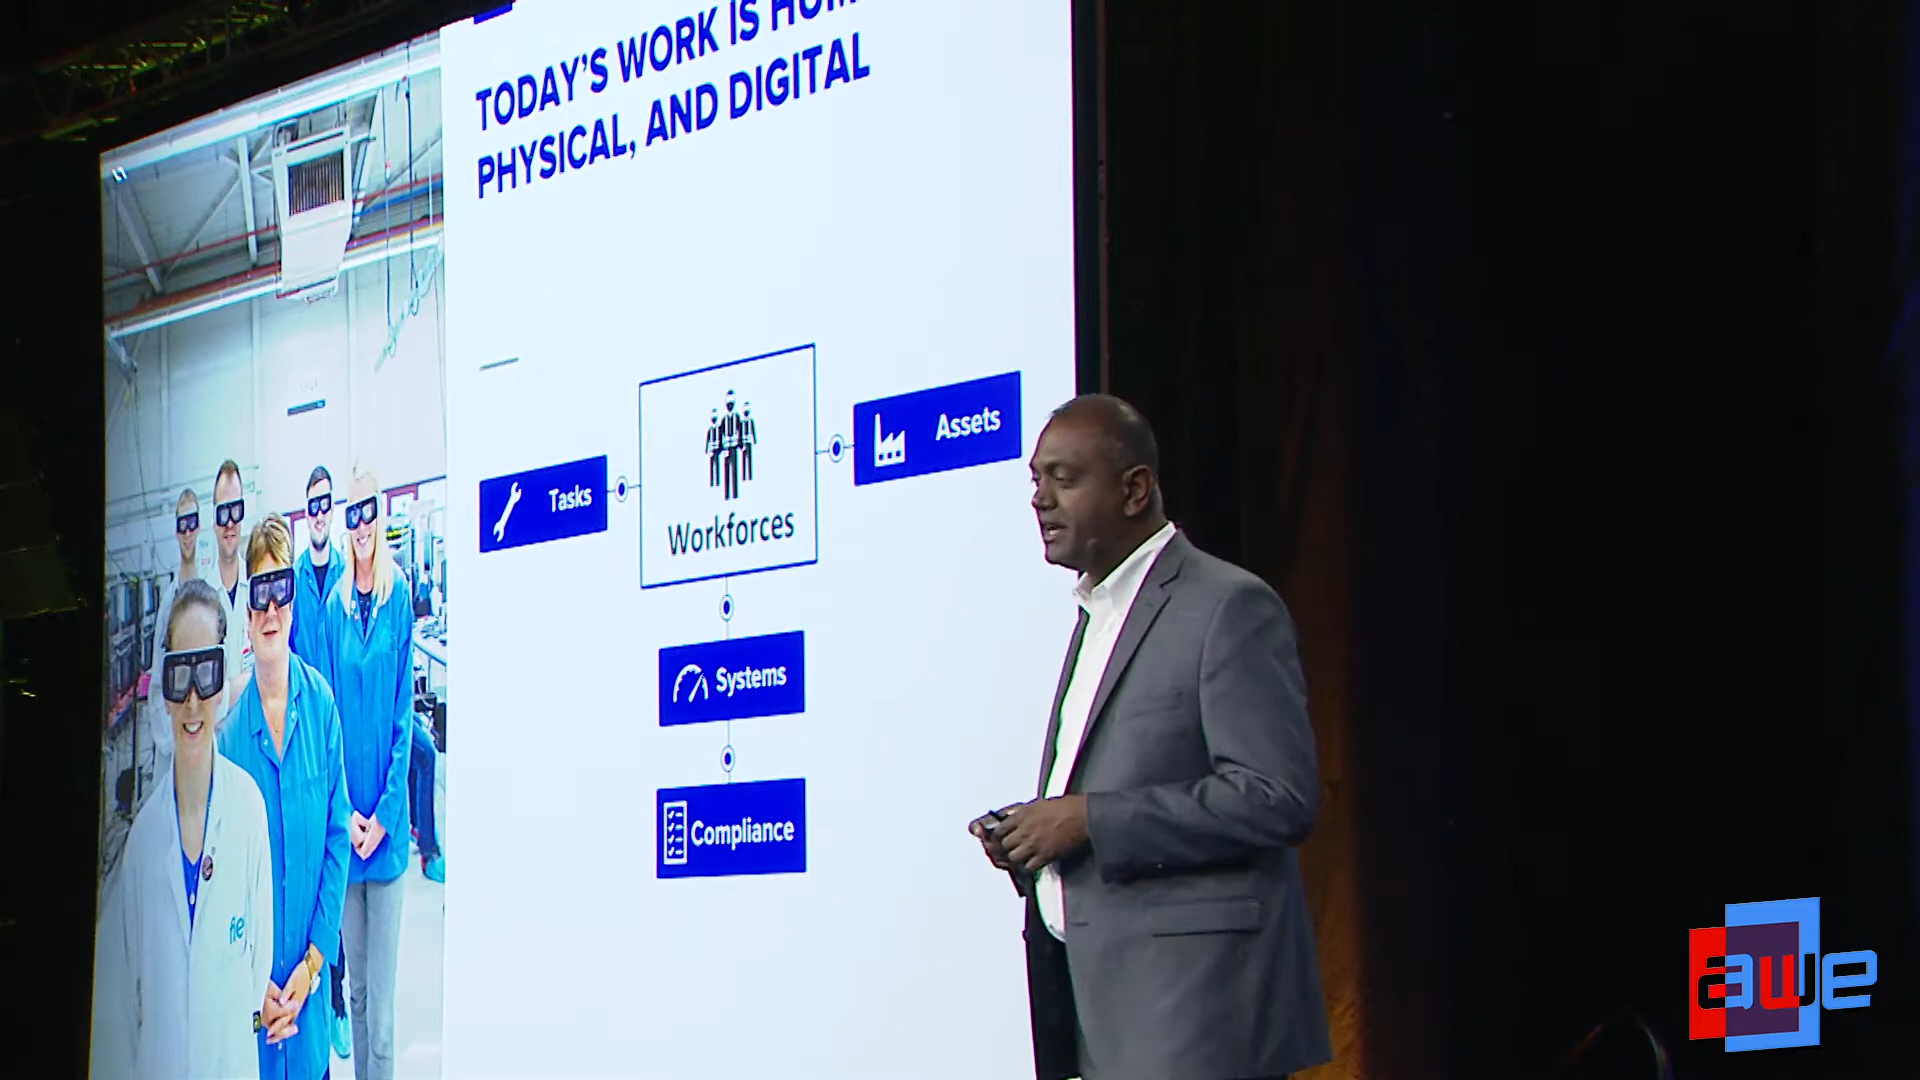 TODAY'S WORK IS
PHYSICAL, AND DIGITAL
Assets
Tasks
Workforces
Systems
Compliance
awe